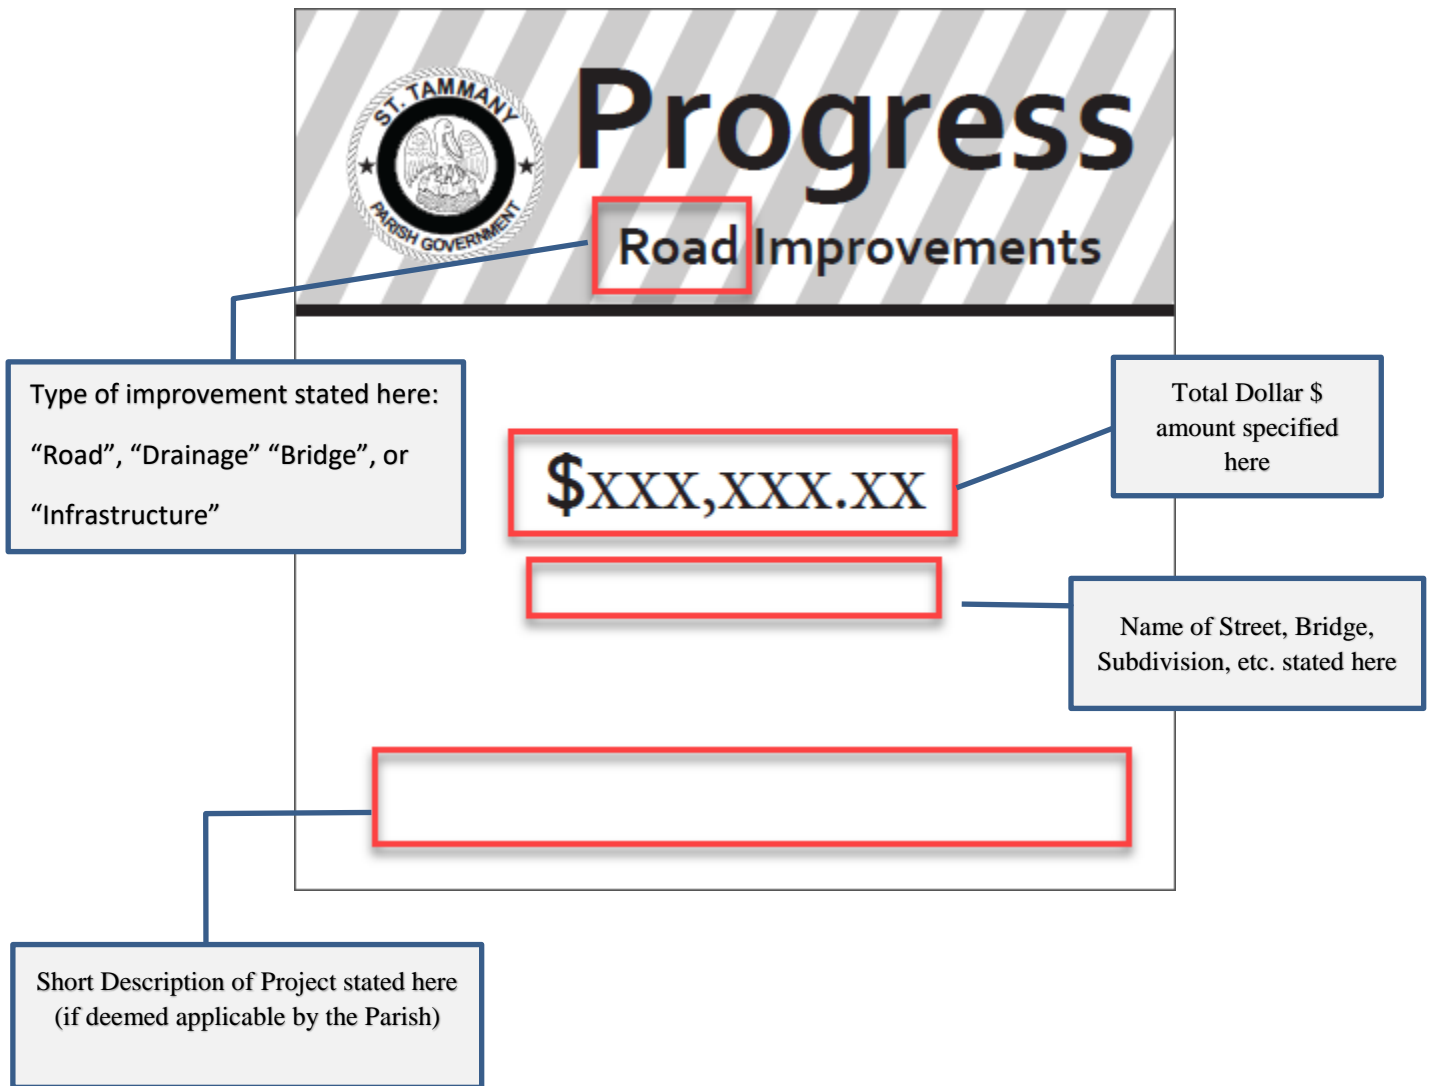 Progress
ST. TAMMANY
PARISH GOVERNMENT
Road Improvements
Type of improvement stated here:
“Road”, “Drainage” “Bridge”, or
“Infrastructure”
Total Dollar $
amount specified
here
$xxx,xxx.xx
Name of Street, Bridge,
Subdivision, etc. stated here
Short Description of Project stated here
(if deemed applicable by the Parish)